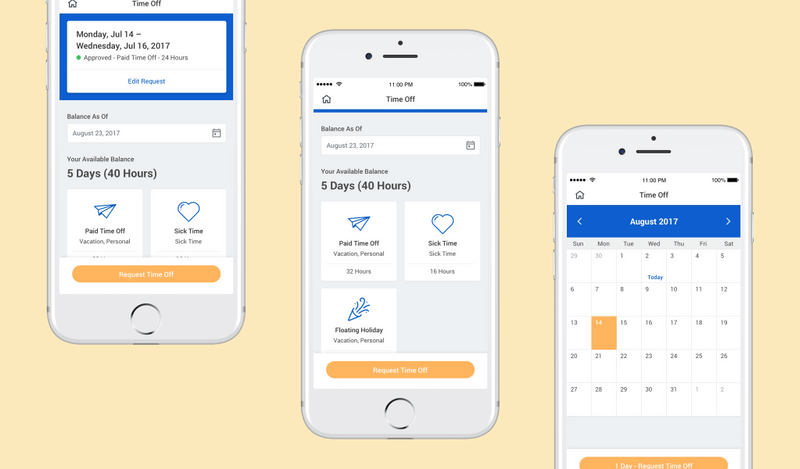 Time Off
Monday, Jul 14 –
Wednesday, Jul 16, 2017
Approved - Paid Time Off - 24 Hours
Edit Request
Balance As Of
August 23, 2017
Your Available Balance
5 Days (40 Hours)
Paid Time Off
Vacation, Personal
Sick Time
Sick Time
Request Time Off
11:00 PM
100%
Time Off
Balance As Of
August 23, 2017
Your Available Balance
5 Days (40 Hours)
Paid Time Off
Vacation, Personal
32 Hours
Sick Time
Sick Time
16 Hours
Floating Holiday
Vacation, Personal
Request Time Off
11:00 PM
100%
Time Off
August 2017
Sun Mon Tue Wed Thu Fri Sat
29 30 1 2 3 4 5
Today
6 7 8 9 10 11 12
13 14 15 16 17 18 19
20 21 22 23 24 25 26
27 28 29 30 31 1 2
1 Day - Request Time Off